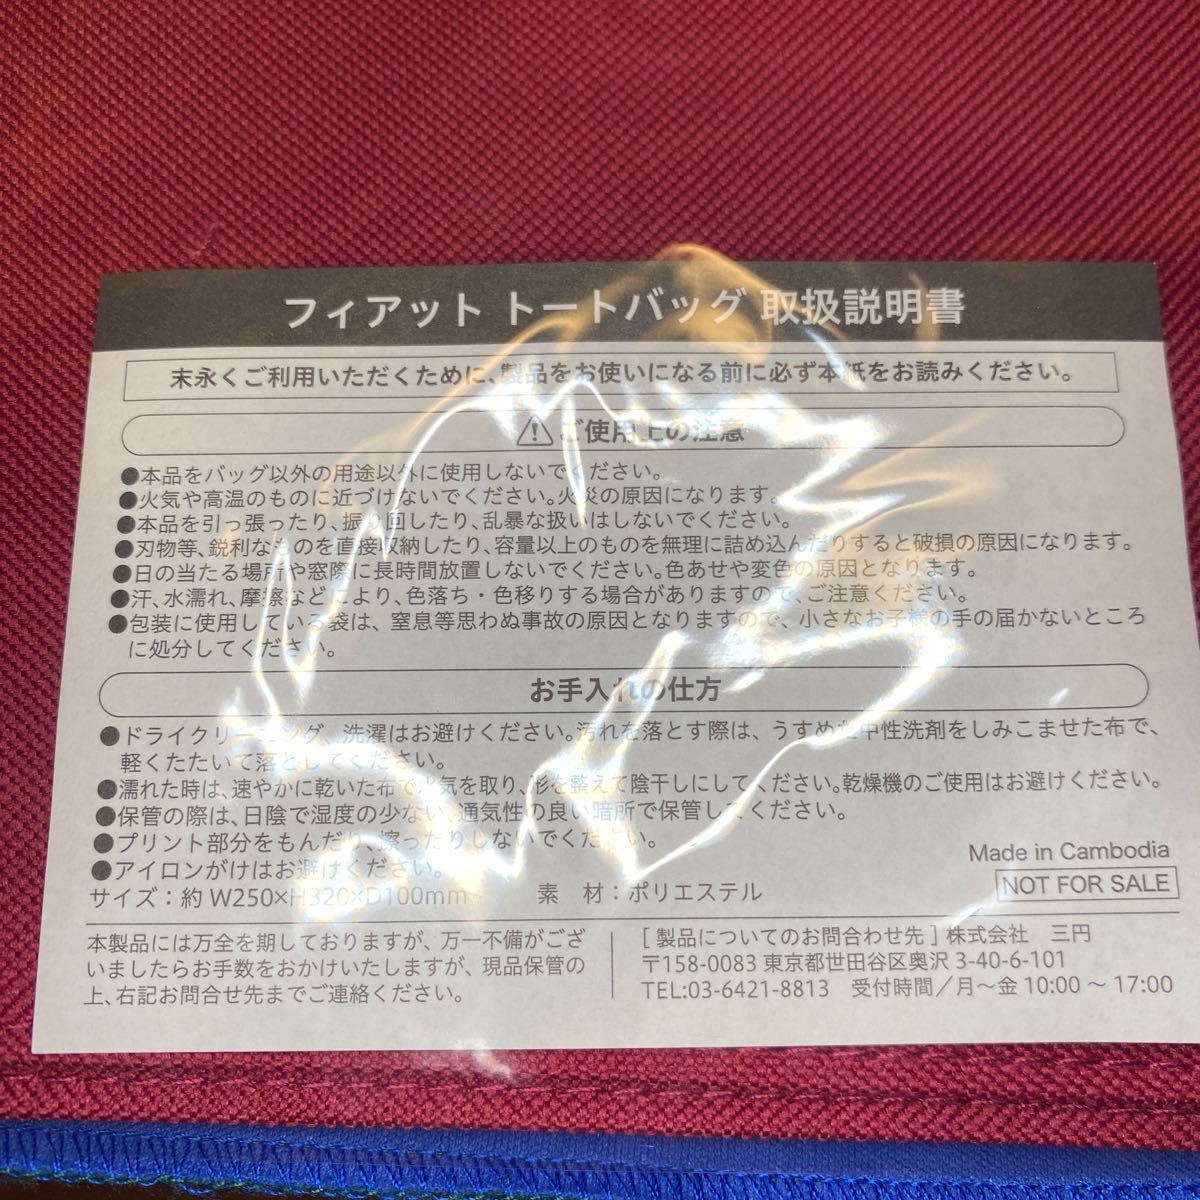 フィアット トートバッグ 取扱説明書
末永くご利用いただくために、製品をお使いになる前に必ず本紙をお読みください。
ご使用上の注意
●本品をバッグ以外の用途以外に使用しないでください。
●火気や高温のものに近づけないでください。火災の原因になります。
●本品を引っ張ったり、振り回したり、乱暴な扱いはしないでください。
●刃物等、鋭利なものを直接収納したり、容量以上のものを無理に詰め込んだりすると破損の原因になります。
●日の当たる場所や窓際に長時間放置しないでください。色あせや変色の原因となります。
●汗、水濡れ、摩擦などにより、色落ち・色移りする場合がありますので、ご注意ください。
●包装に使用している袋は、窒息等思わぬ事故の原因となりますので、小さなお子様の手の届かないところ
に処分してください。
お手入れの仕方
●ドライクリーニング、洗濯はお避けください。汚れを落とす際は、うすめた中性洗剤をしみこませた布で、
軽くたたいて落としてください。
●濡れた時は、速やかに乾いた布で水気を取り、形を整えて陰干しにしてください。乾燥機のご使用はお避けください。
●保管の際は、日陰で湿度の少ない、通気性の良い暗所で保管してください。
●プリント部分をもんだり、擦ったりしないでください。
●アイロンがけはお避けください。
Made in Cambodia
サイズ：約 W250×H320×D100mm 素 材：ポリエステル
NOT FOR SALE
本製品には万全を期しておりますが、万一不備がござ
いましたらお手数をおかけいたしますが、現品保管の
上、右記お問合せ先までご連絡ください。
[ 製品についてのお問合わせ先 ] 株式会社 三円
〒158-0083 東京都世田谷区奥沢 3-40-6-101
TEL:03-6421-8813 受付時間／月～金 10:00 ～ 17:00